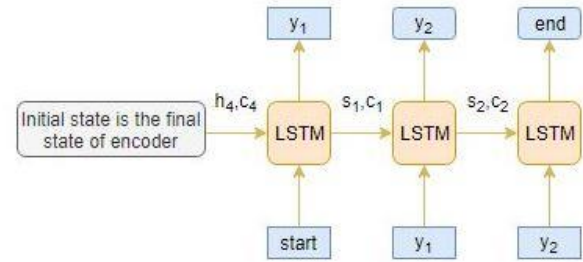 y₁
y₂
end
h₄,c₄
s₁,c₁
s₂,c₂
Initial state is the final
state of encoder
LSTM
LSTM
LSTM
start
y₁
y₂